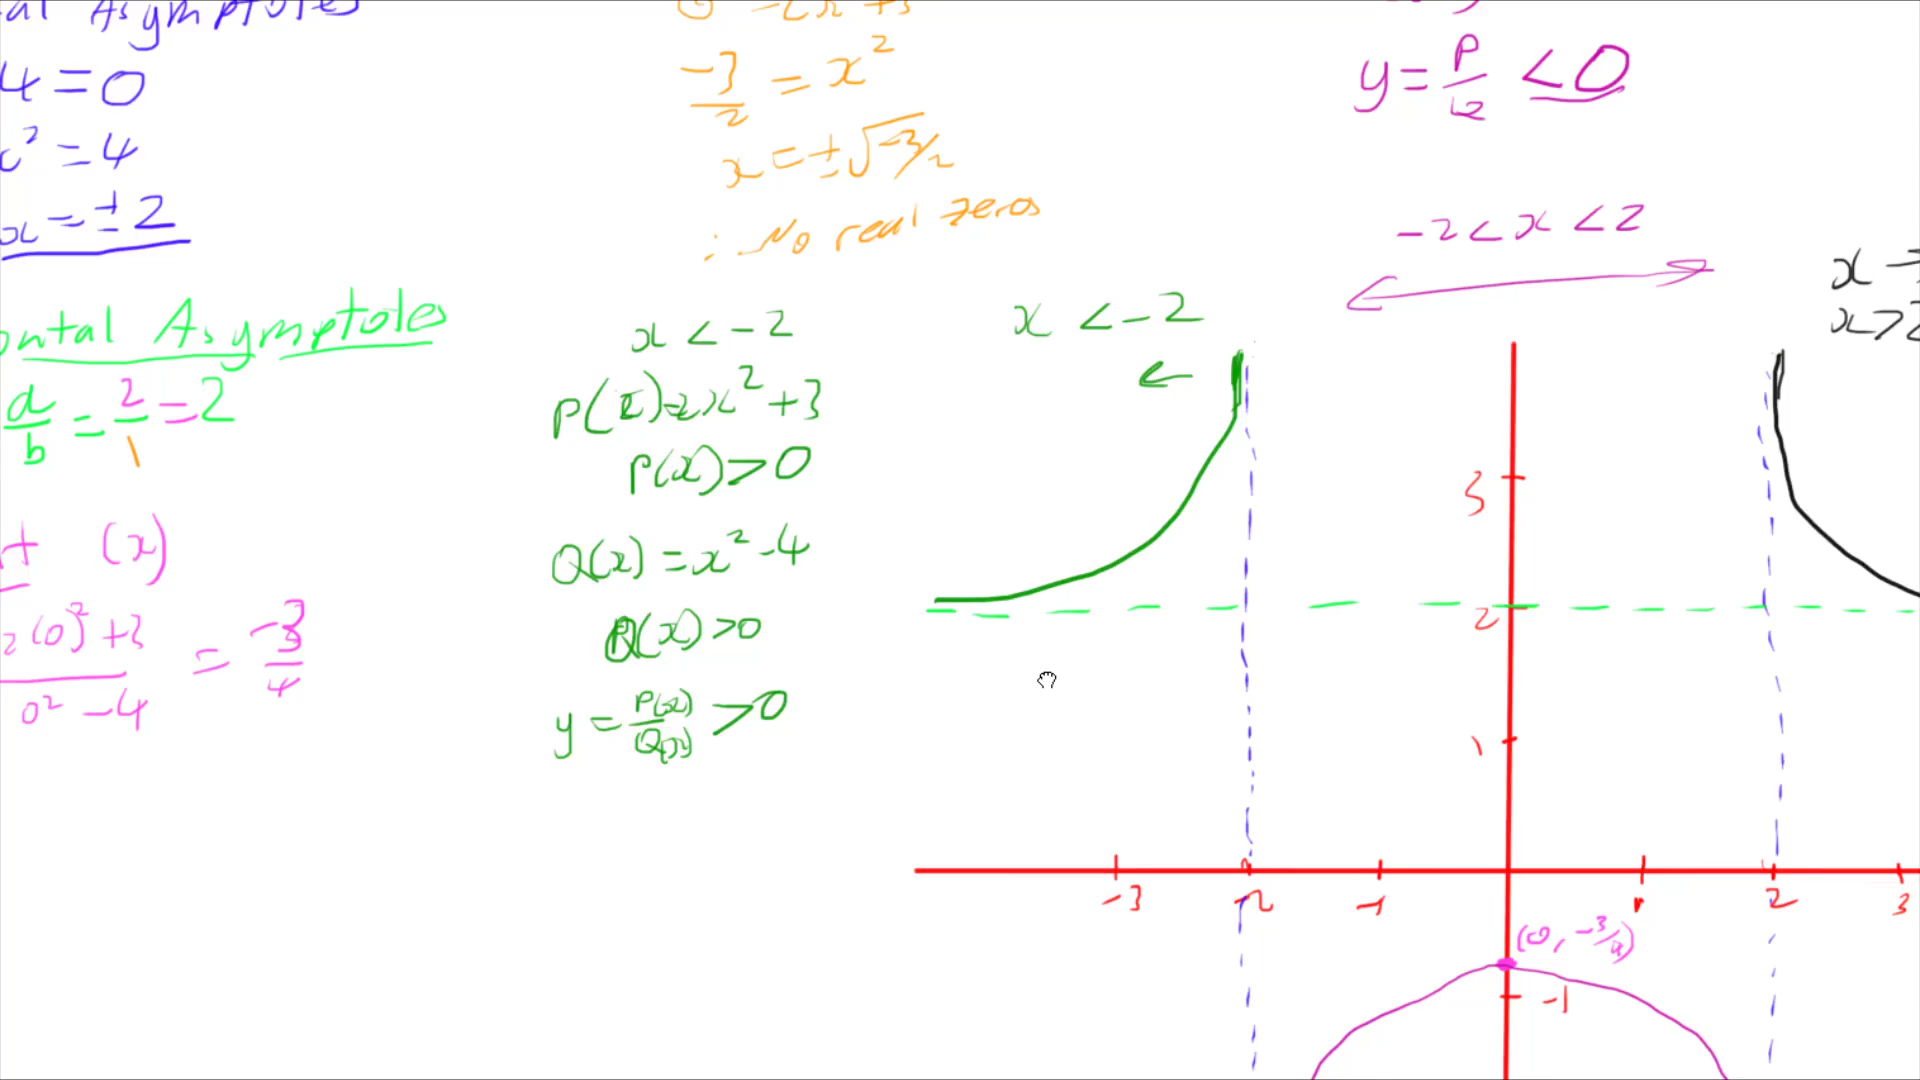 al Asymptotes
4 = 0
x² = 4
x = ± 2
ontal Asymptotes
a/b = 2/1 = 2
(x)
2(0)² + 3 / 0² - 4 = -3/4
-3/2 = x²
x = ± √-3/2
∴ No real zeros
x < -2
P(x) = 2x² + 3
P(x) > 0
Q(x) = x² - 4
Q(x) > 0
y = P(x)/Q(x) > 0
y = P/Q < 0
-2 < x < 2
x < -2
x
x > 2
3
2
1
-3 -2 -1 1 2 3
(0, -3/4)
-1